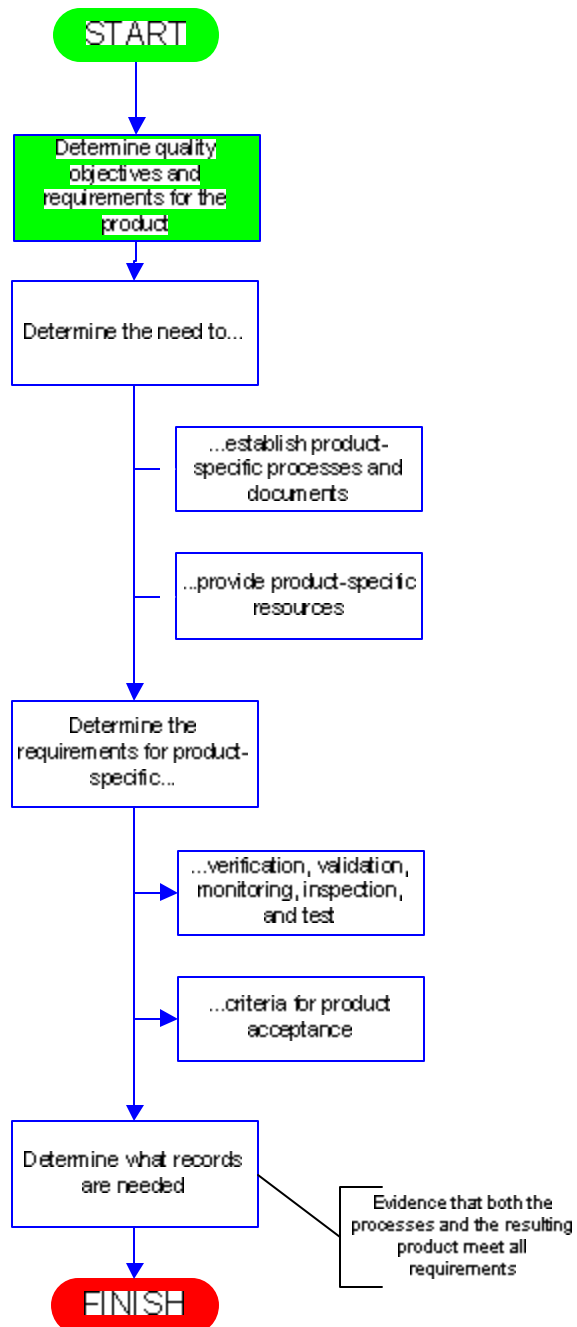 START
Determine quality
objectives and
requirements for the
product
Determine the need to...
...establish product-
specific processes and
documents
...provide product-specific
resources
Determine the
requirements for product-
specific...
...verification, validation,
monitoring, inspection,
and test
...criteria for product
acceptance
Determine what records
are needed
Evidence that both the
processes and the resulting
product meet all
requirements
FINISH